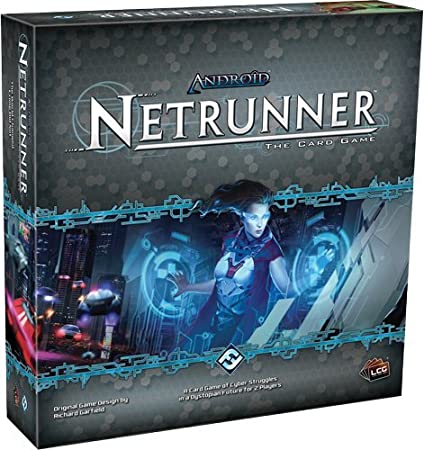 ANDROID
NETRUNNER
THE CARD GAME
NETRUNNER
Original Game Design by
Richard Garfield
A Card Game of Cyber Struggles
in a Dystopian Future for 2 Players
LCG